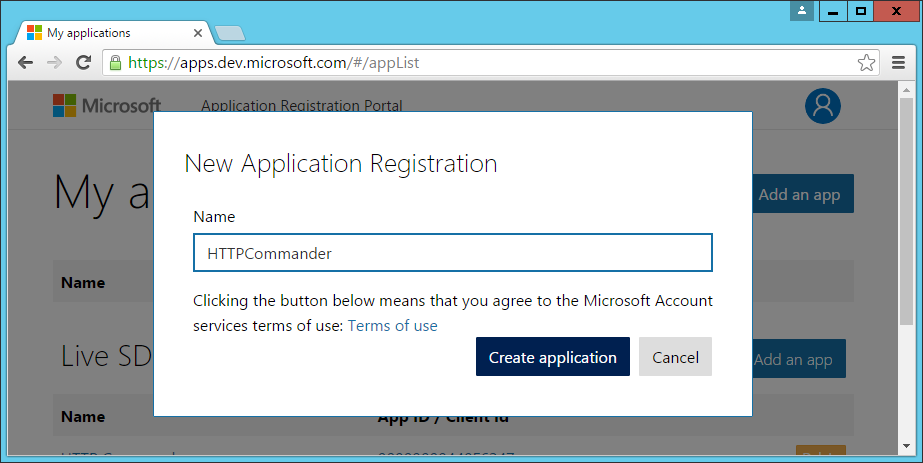 My applications
https://apps.dev.microsoft.com/#/appList
Microsoft Application Registration Portal
New Application Registration
My a
Add an app
Name
HTTPCommander
Name
Clicking the button below means that you agree to the Microsoft Account
services terms of use: Terms of use
Live SD
Create application Cancel
Add an app
Name
App ID / Client Id